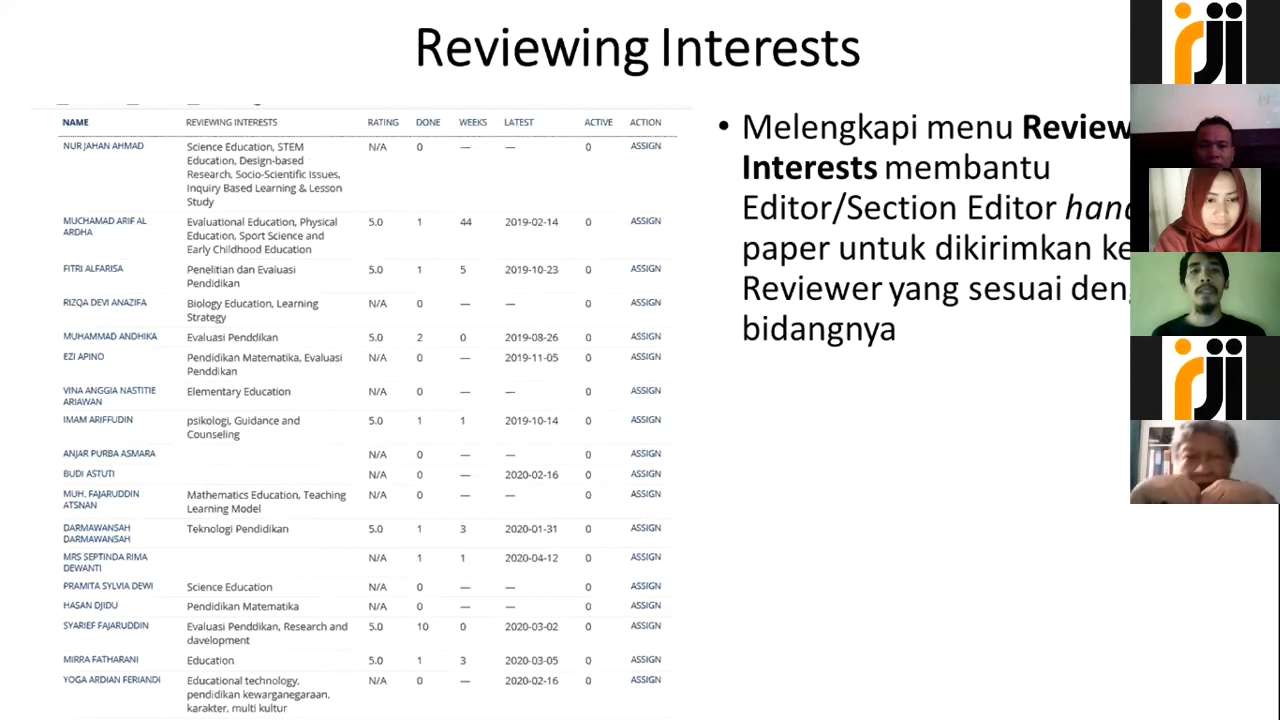 Reviewing Interests
NAME REVIEWING INTERESTS RATING DONE WEEKS LATEST ACTIVE ACTION
NUR JAHAN AHMAD Science Education, STEM N/A 0 — — 0 ASSIGN
Education, Design-based
Research, Socio-Scientific Issues,
Inquiry Based Learning & Lesson
Study
MUCHAMAD ARIF AL Evaluational Education, Physical 5.0 1 44 2019-02-14 0 ASSIGN
ARDHA Education, Sport Science and
Early Childhood Education
FITRI ALFARISA Penelitian dan Evaluasi 5.0 1 5 2019-10-23 0 ASSIGN
Pendidikan
RIZQA DEVI ANAZIFA Biology Education, Learning N/A 0 — — 0 ASSIGN
Strategy
MUHAMMAD ANDHIKA Evaluasi Penddikan 5.0 2 0 2019-08-26 0 ASSIGN
EZI APINO Pendidikan Matematika, Evaluasi N/A 0 — 2019-11-05 0 ASSIGN
Penddikan
VINA ANGGIA NASTITIE Elementary Education N/A 0 — — 0 ASSIGN
ARIAWAN
IMAM ARIFFUDIN psikologi, Guidance and 5.0 1 1 2019-10-14 0 ASSIGN
Counseling
ANJAR PURBA ASMARA N/A 0 — — 0 ASSIGN
BUDI ASTUTI N/A 0 — 2020-02-16 0 ASSIGN
MUH. FAJARUDDIN Mathematics Education, Teaching N/A 0 — — 0 ASSIGN
ATSNAN Learning Model
DARMAWANSAH Teknologi Pendidikan 5.0 1 3 2020-01-31 0 ASSIGN
DARMAWANSAH
MRS SEPTINDA RIMA N/A 1 1 2020-04-12 0 ASSIGN
DEWANTI
PRAMITA SYLVIA DEWI Science Education N/A 0 — — 0 ASSIGN
HASAN DJIDU Pendidikan Matematika N/A 0 — — 0 ASSIGN
SYARIEF FAJARUDDIN Evaluasi Penddikan, Research and 5.0 10 0 2020-03-02 0 ASSIGN
davelopment
MIRRA FATHARANI Education 5.0 1 3 2020-03-05 0 ASSIGN
YOGA ARDIAN FERIANDI Educational technology, N/A 0 — 2020-02-16 0 ASSIGN
pendidikan kewarganegaraan,
karakter, multi kultur
• Melengkapi menu Review
Interests membantu
Editor/Section Editor han
paper untuk dikirimkan ke
Reviewer yang sesuai den
bidangnya
rji
rji